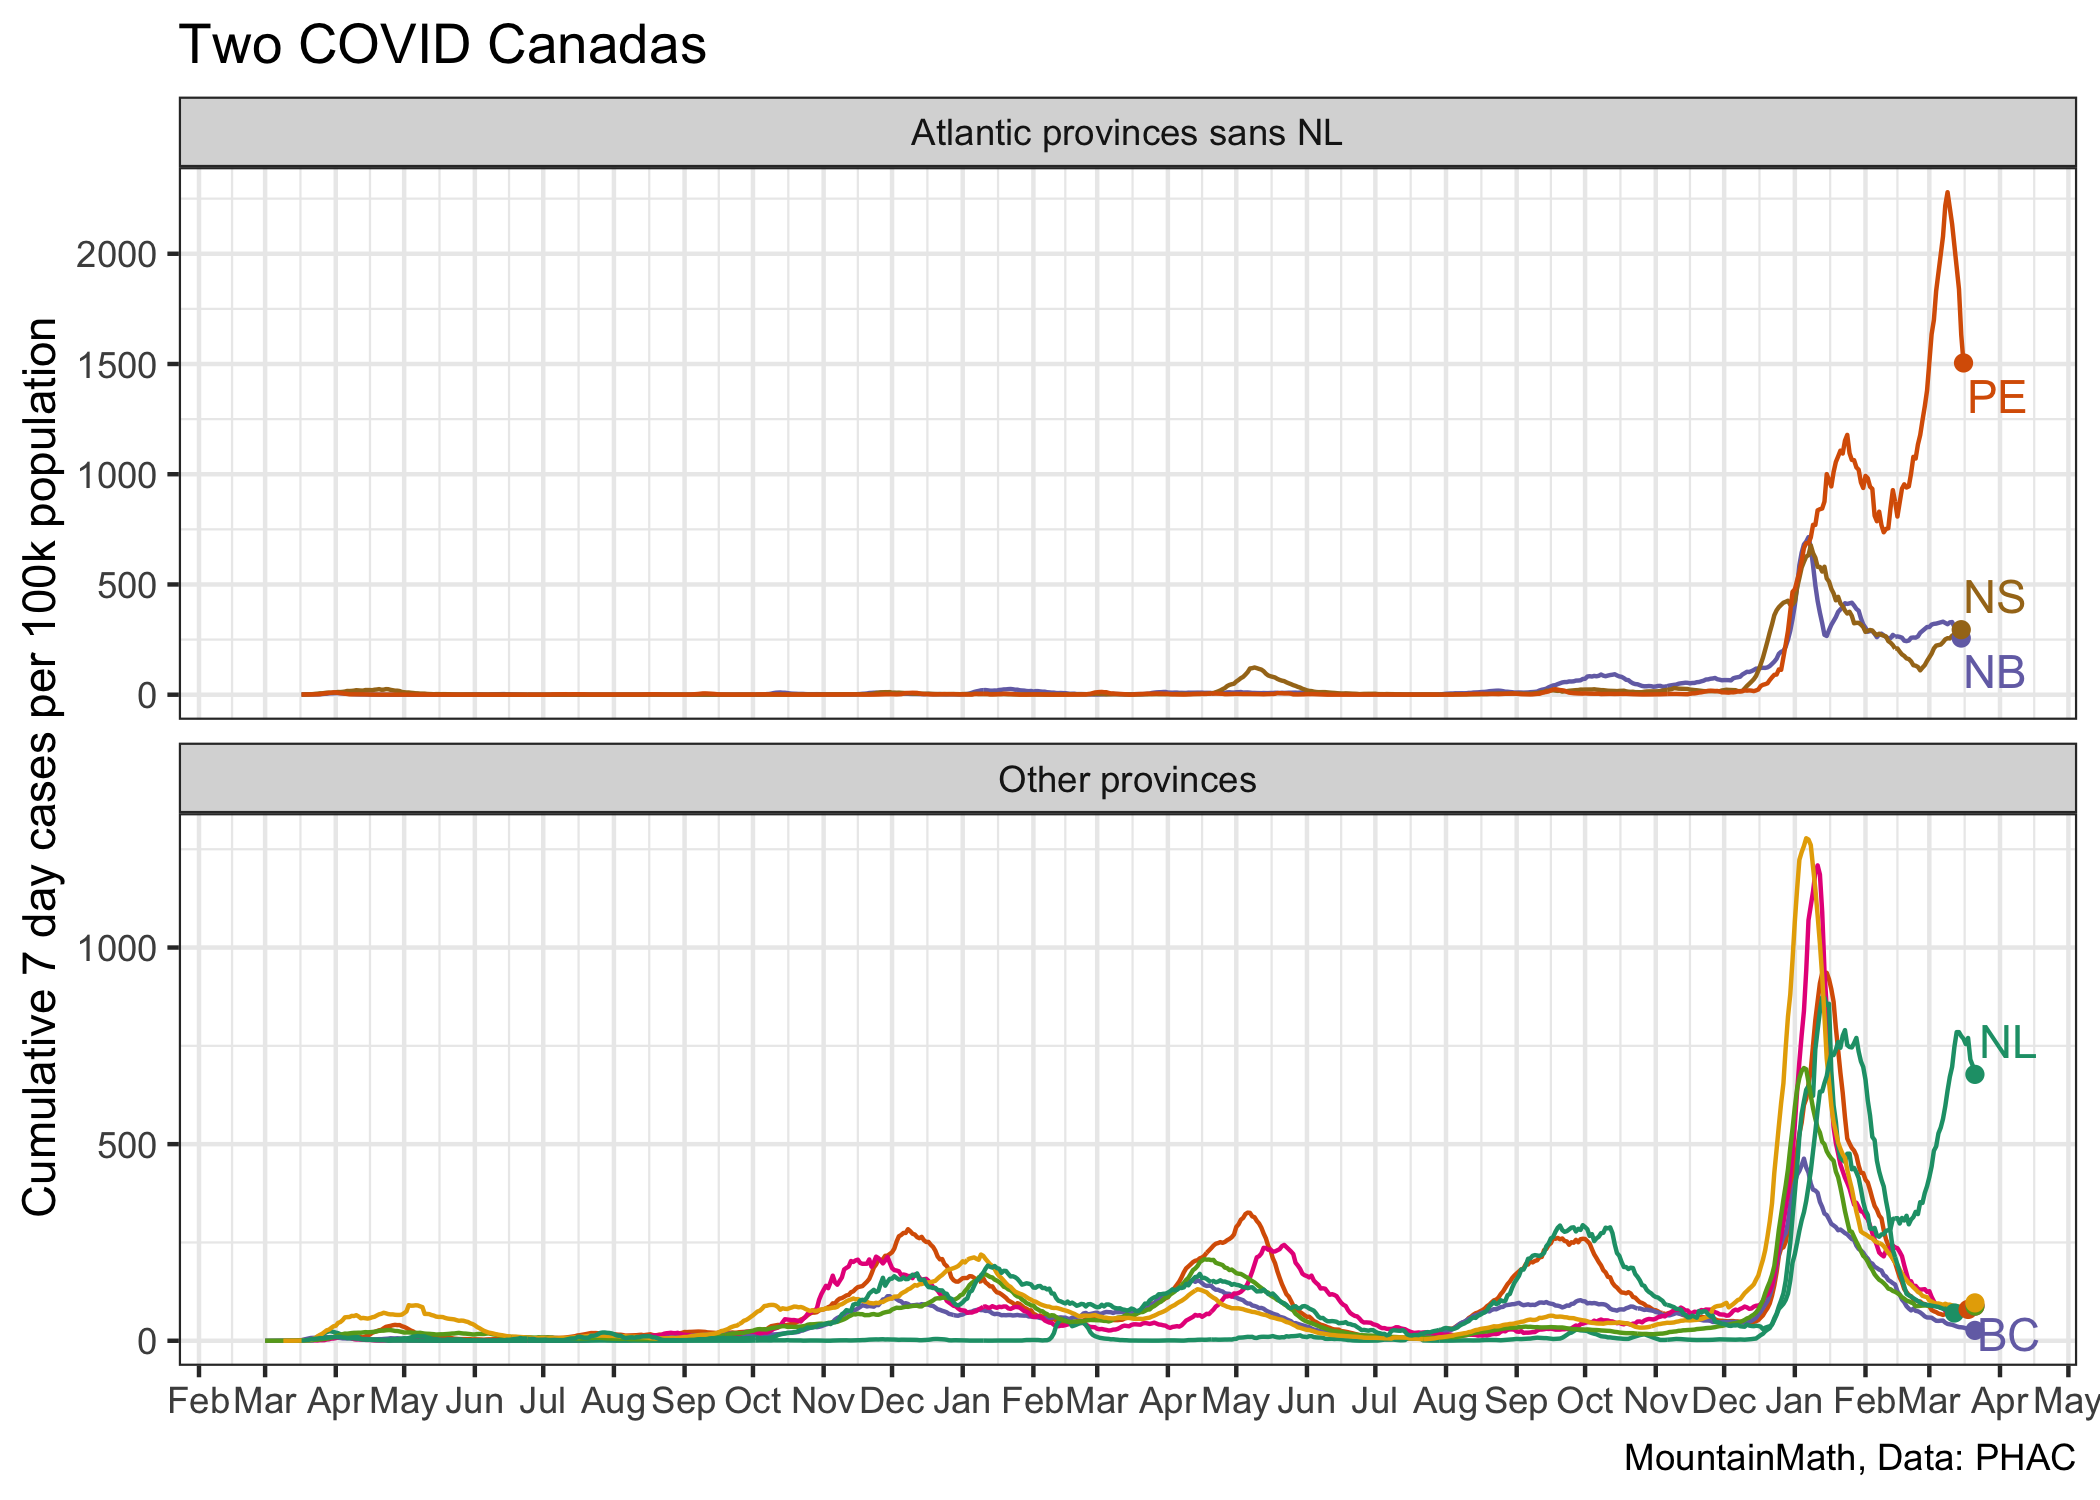 Two COVID Canadas
Atlantic provinces sans NL
Cumulative 7 day cases per 100k population
2000
1500
1000
500
0
PE
NS
NB
Other provinces
1000
500
0
NL
BC
Feb Mar Apr May Jun Jul Aug Sep Oct Nov Dec Jan Feb Mar Apr May Jun Jul Aug Sep Oct Nov Dec Jan Feb Mar Apr May
MountainMath, Data: PHAC